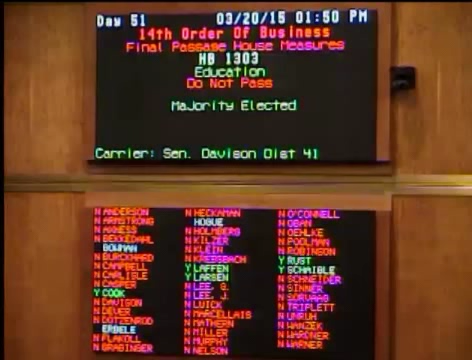 Day 51 03/20/15 01:50 PM
14th Order Of Business
Final Passage House Measures
HB 1303
Education
Do Not Pass
Majority Elected
Carrier: Sen. Davison Dist 41
N ANDERSON
N ARMSTRONG
N AXNESS
N BEKKEDAHL
BOWMAN
N BURCKHARD
N CAMPBELL
N CARLISLE
N CASPER
Y COOK
N DAVISON
N DEVER
N DOTZENROD
ERBELE
N FLAKOLL
N GRABINGER
N HECKAMAN
HOGUE
N HOLMBERG
N KILZER
N KLEIN
N KREBSBACH
Y LAFFEN
Y LARSEN
N LEE, G.
N LEE, J.
N LUICK
N MARCELLAIS
N MATHERN
N MILLER
N MURPHY
N NELSON
N O'CONNELL
N OBAN
N OEHLKE
N POOLMAN
N ROBINSON
Y RUST
Y SCHAIBLE
N SCHNEIDER
N SINNER
N SORVAAG
N TRIPLETT
N UNRUH
N WANZEK
N WARDNER
N WARNER